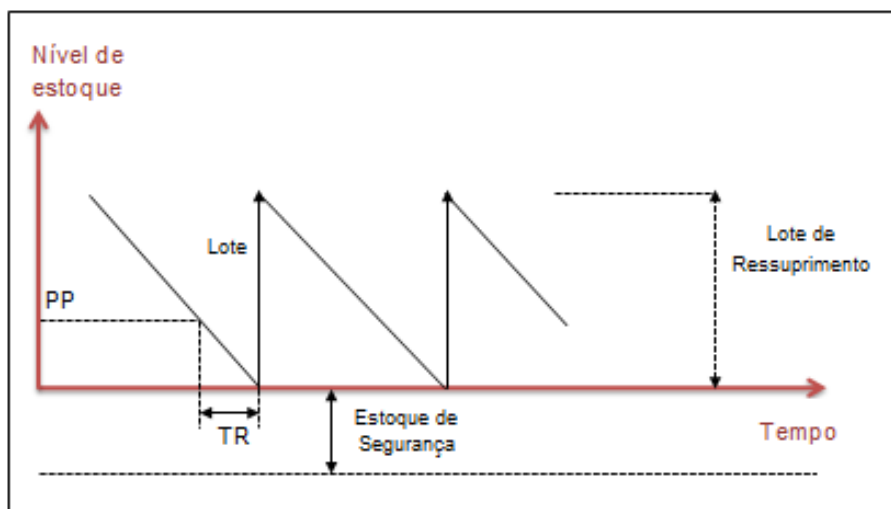 Nível de
estoque
Lote
Lote de
Ressuprimento
PP
TR
Estoque de
Segurança
Tempo